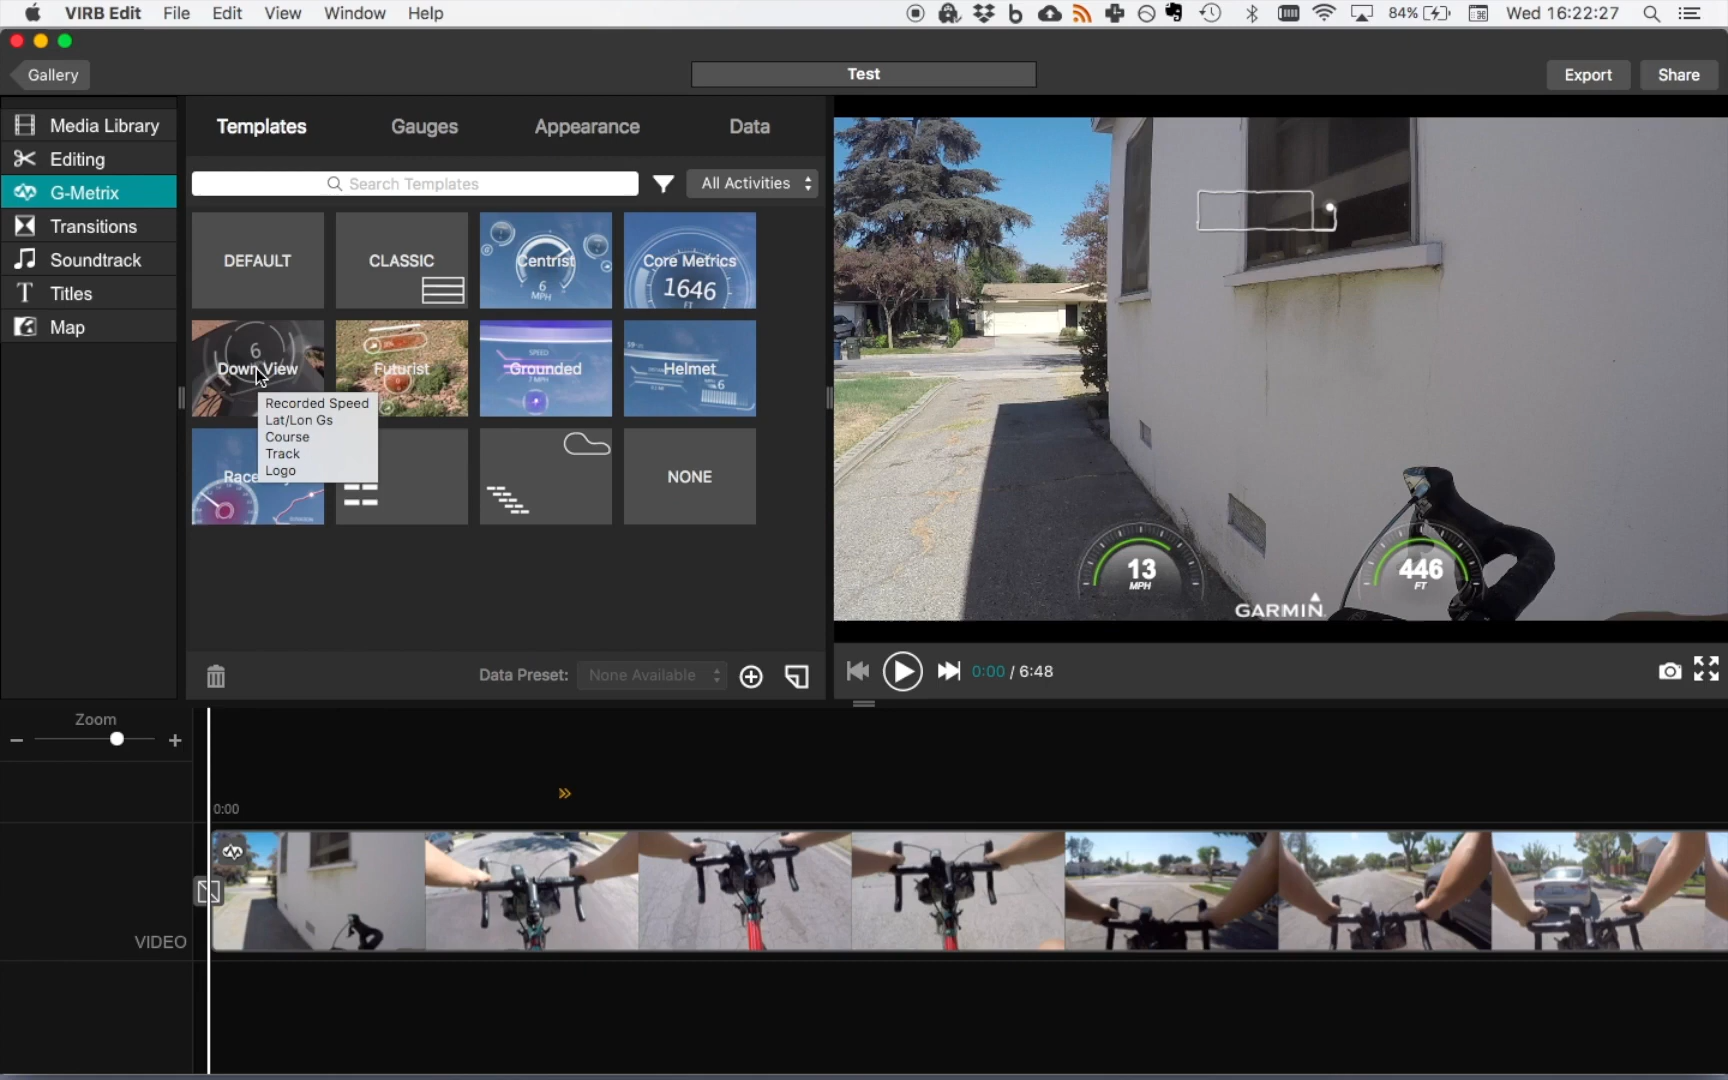 VIRB Edit File Edit View Window Help
84% Wed 16:22:27
Gallery
Test
Export Share
Media Library
Editing
G-Metrix
Transitions
Soundtrack
Titles
Map
Templates Gauges Appearance Data
Search Templates
All Activities
DEFAULT
CLASSIC
Centrist
6
MPH
Core Metrics
1646
FT
Down View
6
Futurist
Grounded
SPEED
7 MPH
Helmet
6
Recorded Speed
Lat/Lon Gs
Course
Track
Logo
Race
NONE
Data Preset: None Available
13
MPH
446
FT
GARMIN
0:00 / 6:48
Zoom
0:00
VIDEO